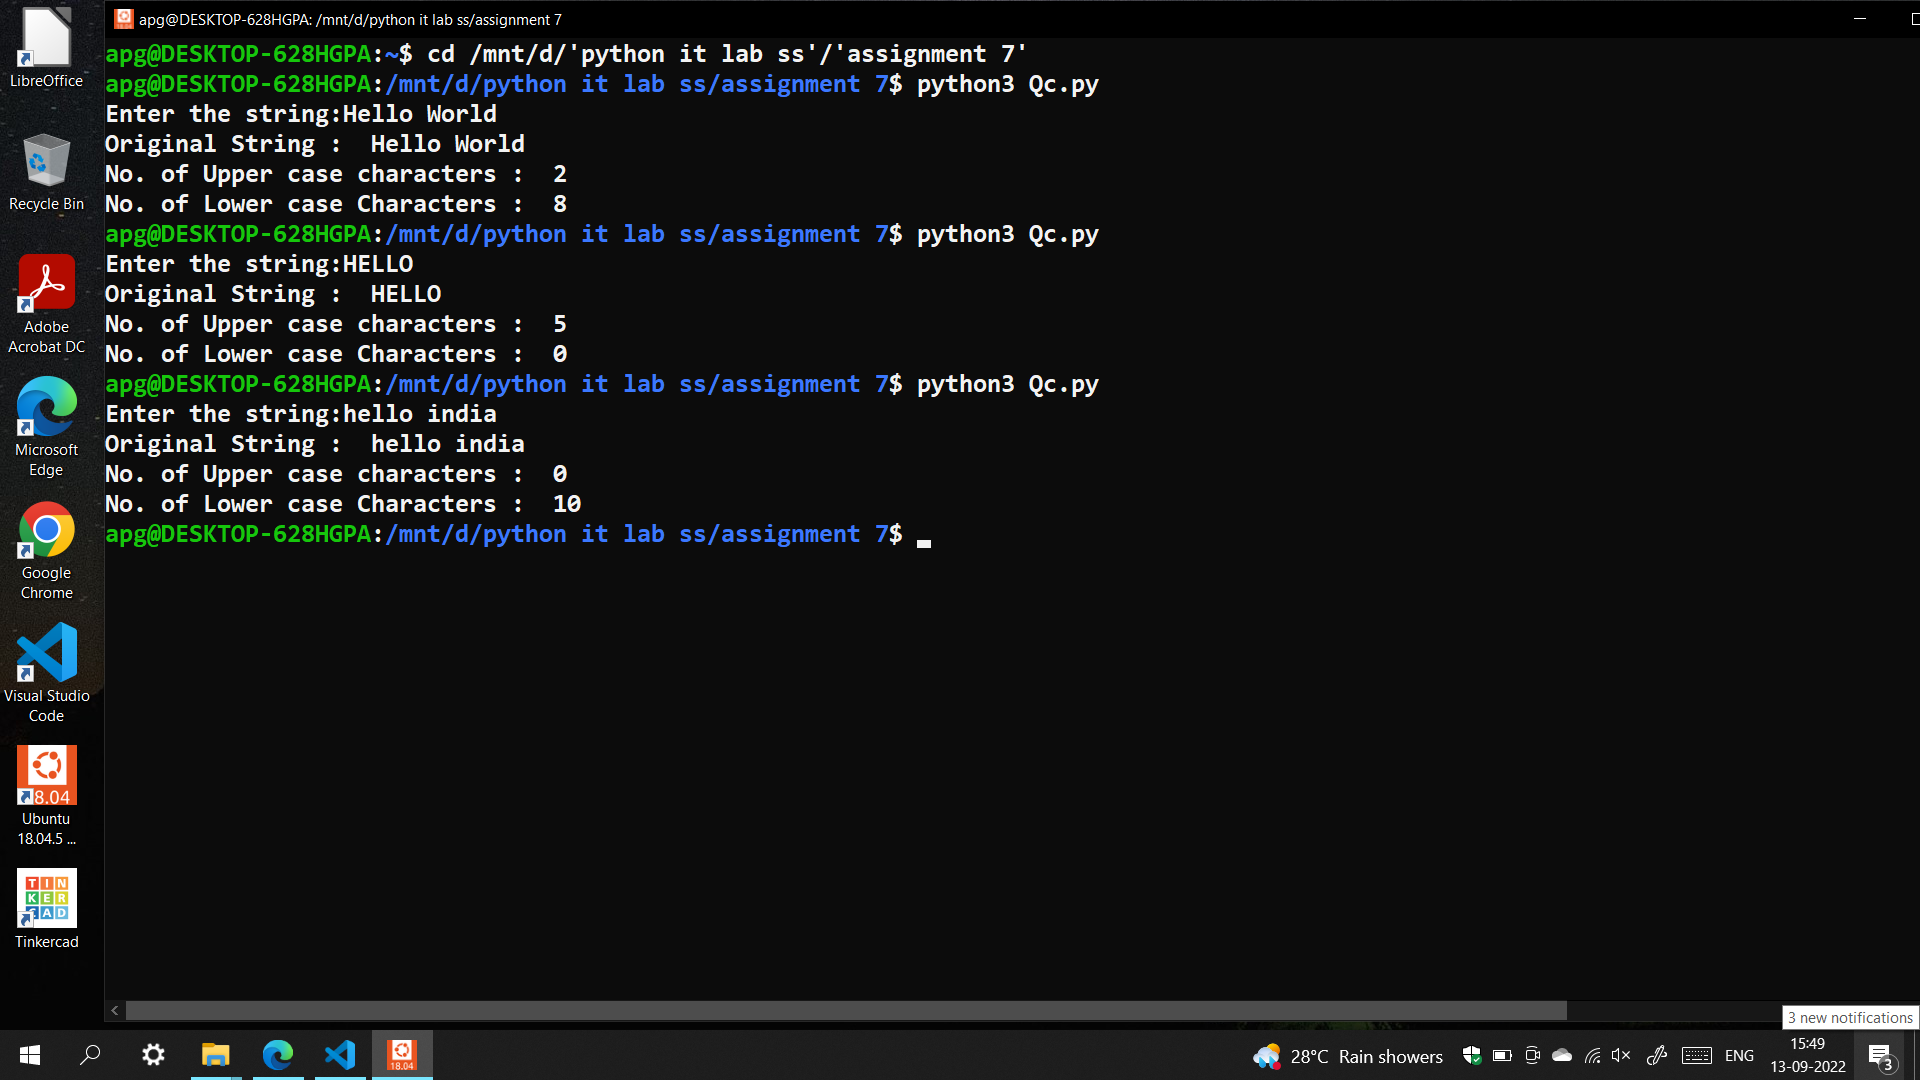 apg@DESKTOP-628HGPA: /mnt/d/python it lab ss/assignment 7
apg@DESKTOP-628HGPA:~$ cd /mnt/d/'python it lab ss'/'assignment 7'
apg@DESKTOP-628HGPA:/mnt/d/python it lab ss/assignment 7$ python3 Qc.py
Enter the string:Hello World
Original String :  Hello World
No. of Upper case characters :  2
No. of Lower case Characters :  8
apg@DESKTOP-628HGPA:/mnt/d/python it lab ss/assignment 7$ python3 Qc.py
Enter the string:HELLO
Original String :  HELLO
No. of Upper case characters :  5
No. of Lower case Characters :  0
apg@DESKTOP-628HGPA:/mnt/d/python it lab ss/assignment 7$ python3 Qc.py
Enter the string:hello india
Original String :  hello india
No. of Upper case characters :  0
No. of Lower case Characters :  10
apg@DESKTOP-628HGPA:/mnt/d/python it lab ss/assignment 7$
LibreOffice
Recycle Bin
Adobe
Acrobat DC
Microsoft
Edge
Google
Chrome
Visual Studio
Code
8.04
Ubuntu
18.04.5 ...
TIN
KER
CAD
Tinkercad
3 new notifications
18.04
28°C Rain showers
ENG
15:49
13-09-2022
3